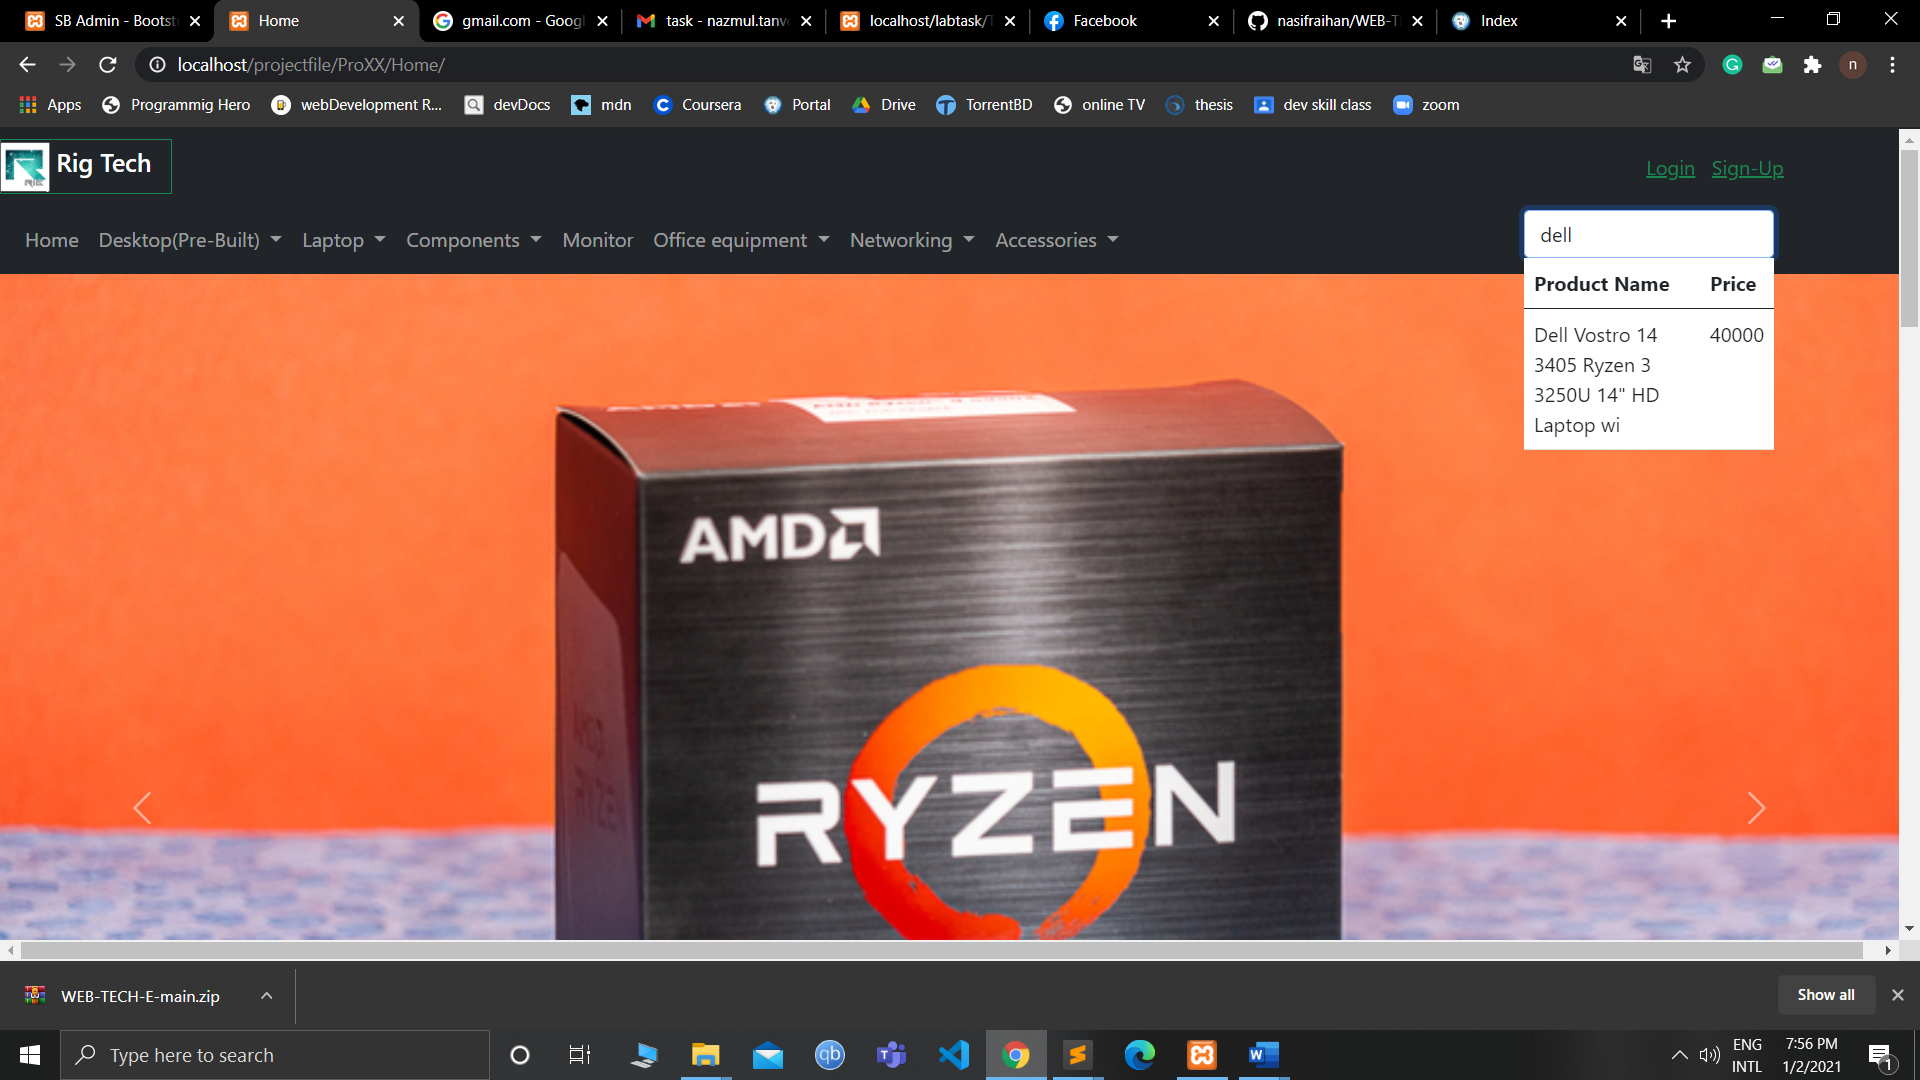 SB Admin - Bootst
Home
gmail.com - Googl
task - nazmul.tanv
localhost/labtask/T
Facebook
nasifraihan/WEB-T
Index
localhost/projectfile/ProXX/Home/
n
Apps
Programmig Hero
webDevelopment R...
devDocs
mdn
Coursera
Portal
Drive
TorrentBD
online TV
thesis
dev skill class
zoom
Rig Tech
Login
Sign-Up
Home
Desktop(Pre-Built)
Laptop
Components
Monitor
Office equipment
Networking
Accessories
dell
Product Name Price
Dell Vostro 14 40000
3405 Ryzen 3
3250U 14" HD
Laptop wi
AMD
RYZEN
WEB-TECH-E-main.zip
Show all
Type here to search
ENG
INTL
7:56 PM
1/2/2021
1